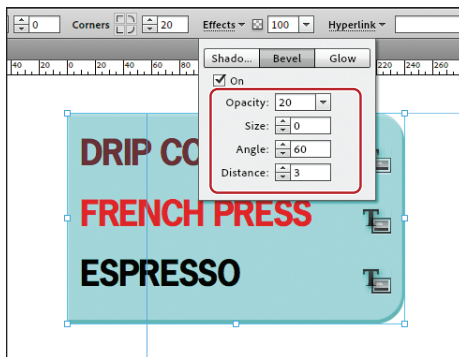 0 Corners 20 Effects 100 Hyperlink
40 20 0 20 40 60 80 220 240 260
Shado... Bevel Glow
On
Opacity: 20
Size: 0
Angle: 60
Distance: 3
DRIP CO
FRENCH PRESS
ESPRESSO
T
T
T